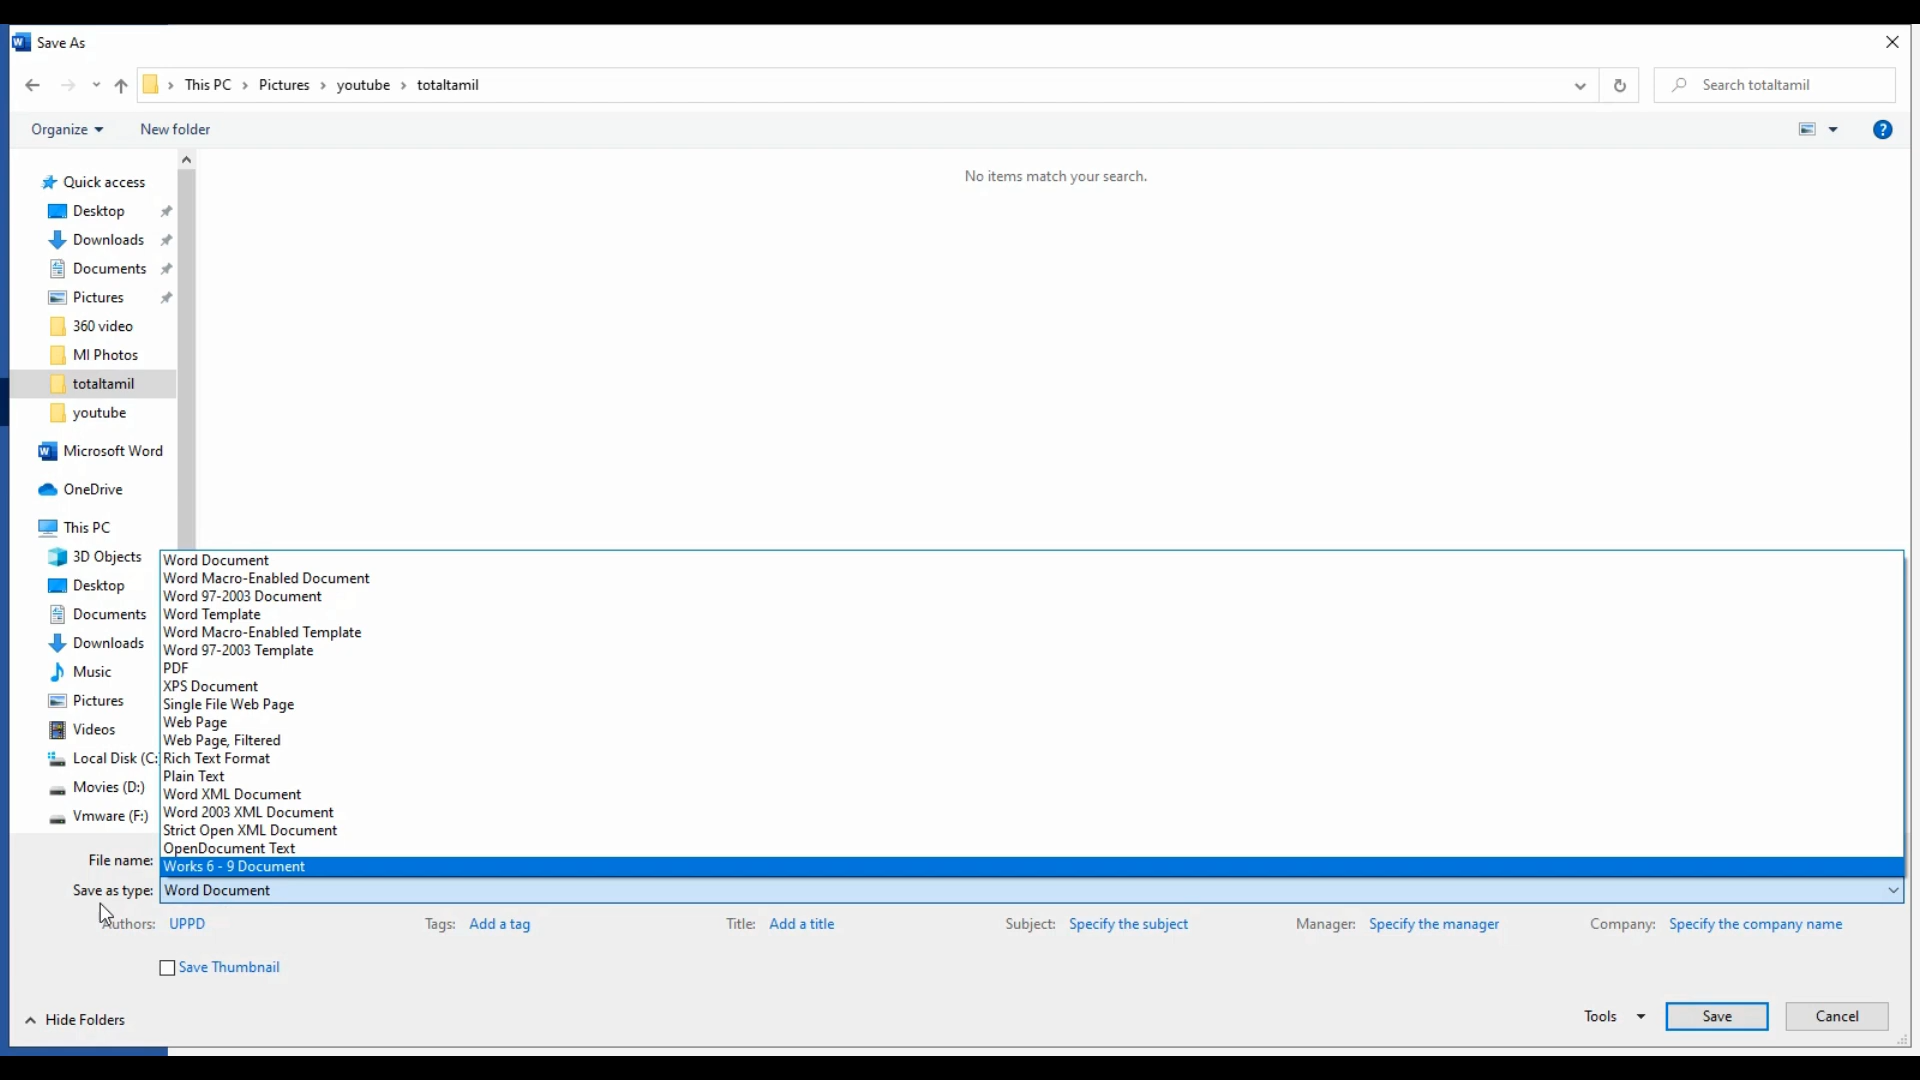 Save As
This PC > Pictures > youtube > totaltamil
Search totaltamil
Organize
New folder
No items match your search.
Quick access
Desktop
Downloads
Documents
Pictures
360 video
MI Photos
totaltamil
youtube
Microsoft Word
OneDrive
This PC
3D Objects
Desktop
Documents
Downloads
Music
Pictures
Videos
Local Disk (C:
Movies (D:)
Vmware (F:)
Word Document
Word Macro-Enabled Document
Word 97-2003 Document
Word Template
Word Macro-Enabled Template
Word 97-2003 Template
PDF
XPS Document
Single File Web Page
Web Page
Web Page, Filtered
Rich Text Format
Plain Text
Word XML Document
Word 2003 XML Document
Strict Open XML Document
OpenDocument Text
Works 6 - 9 Document
File name:
Save as type: Word Document
Authors: UPPD Tags: Add a tag Title: Add a title Subject: Specify the subject Manager: Specify the manager Company: Specify the company name
Save Thumbnail
Hide Folders
Tools
Save
Cancel